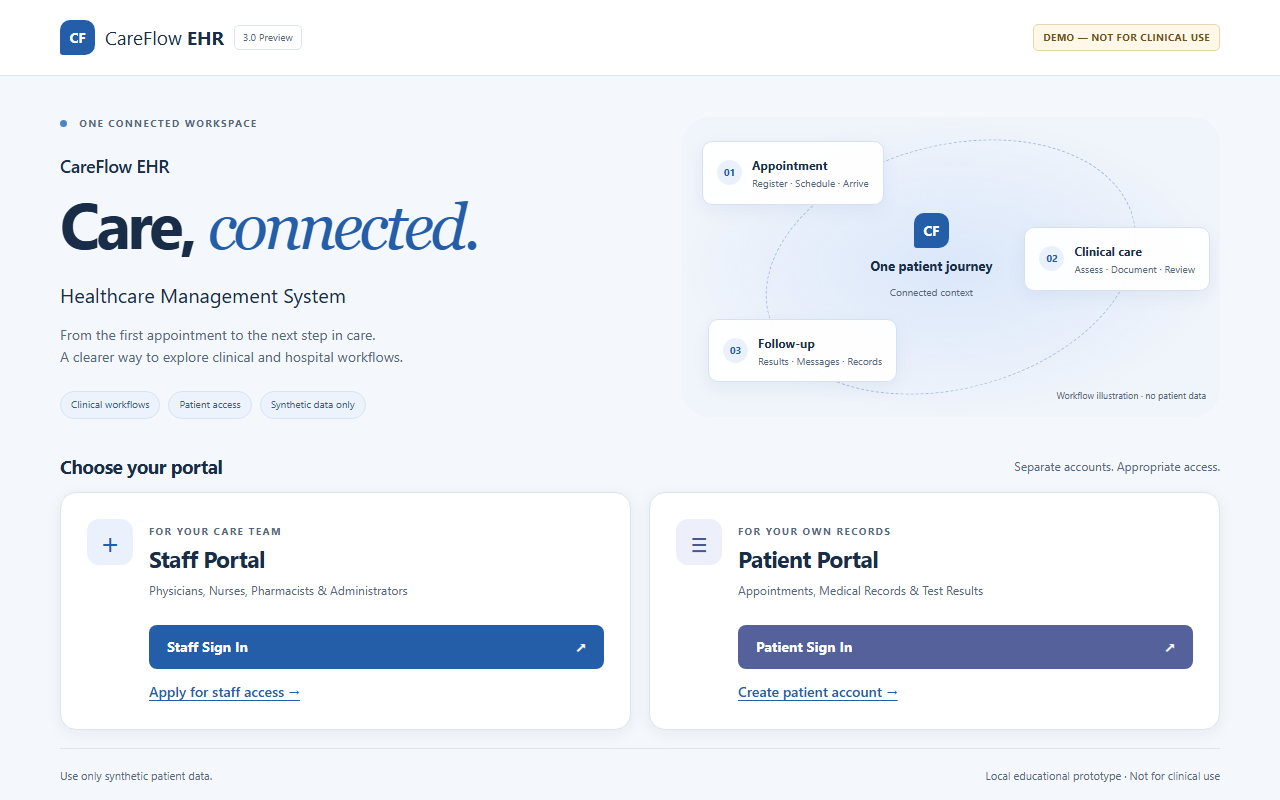 CF
CareFlow EHR
3.0 Preview
DEMO — NOT FOR CLINICAL USE
ONE CONNECTED WORKSPACE
CareFlow EHR
Care, connected.
Healthcare Management System
From the first appointment to the next step in care.
A clearer way to explore clinical and hospital workflows.
Clinical workflows
Patient access
Synthetic data only
01
Appointment
Register · Schedule · Arrive
CF
One patient journey
Connected context
02
Clinical care
Assess · Document · Review
03
Follow-up
Results · Messages · Records
Workflow illustration · no patient data
Choose your portal
Separate accounts. Appropriate access.
FOR YOUR CARE TEAM
Staff Portal
Physicians, Nurses, Pharmacists & Administrators
Staff Sign In ↗
Apply for staff access →
FOR YOUR OWN RECORDS
Patient Portal
Appointments, Medical Records & Test Results
Patient Sign In ↗
Create patient account →
Use only synthetic patient data.
Local educational prototype · Not for clinical use